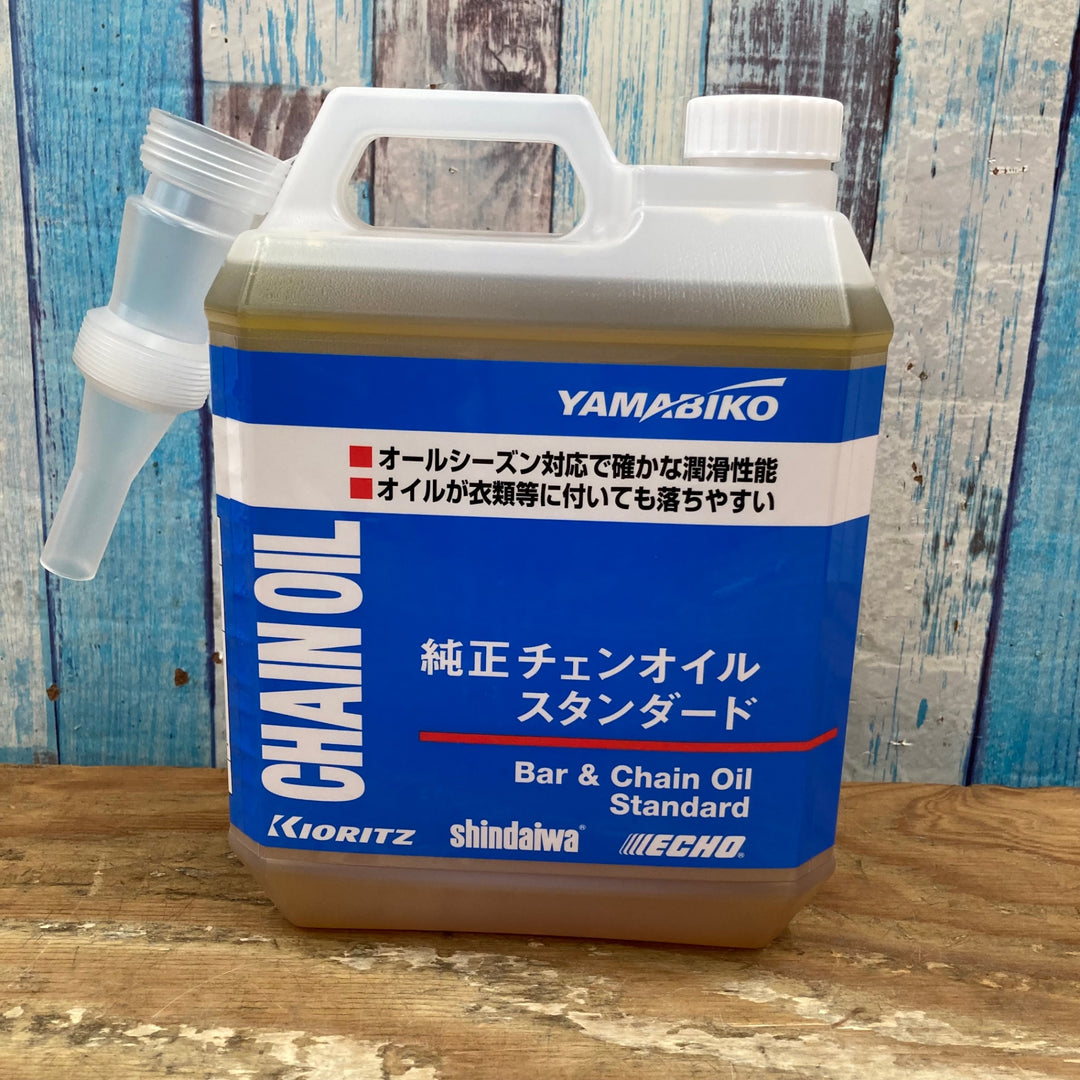 YAMABIKO
■オールシーズン対応で確かな潤滑性能
■オイルが衣類等に付いても落ちやすい
CHAIN OIL
純正チェンオイル
スタンダード
Bar & Chain Oil
Standard
KIORITZ shindaiwa® ECHO®